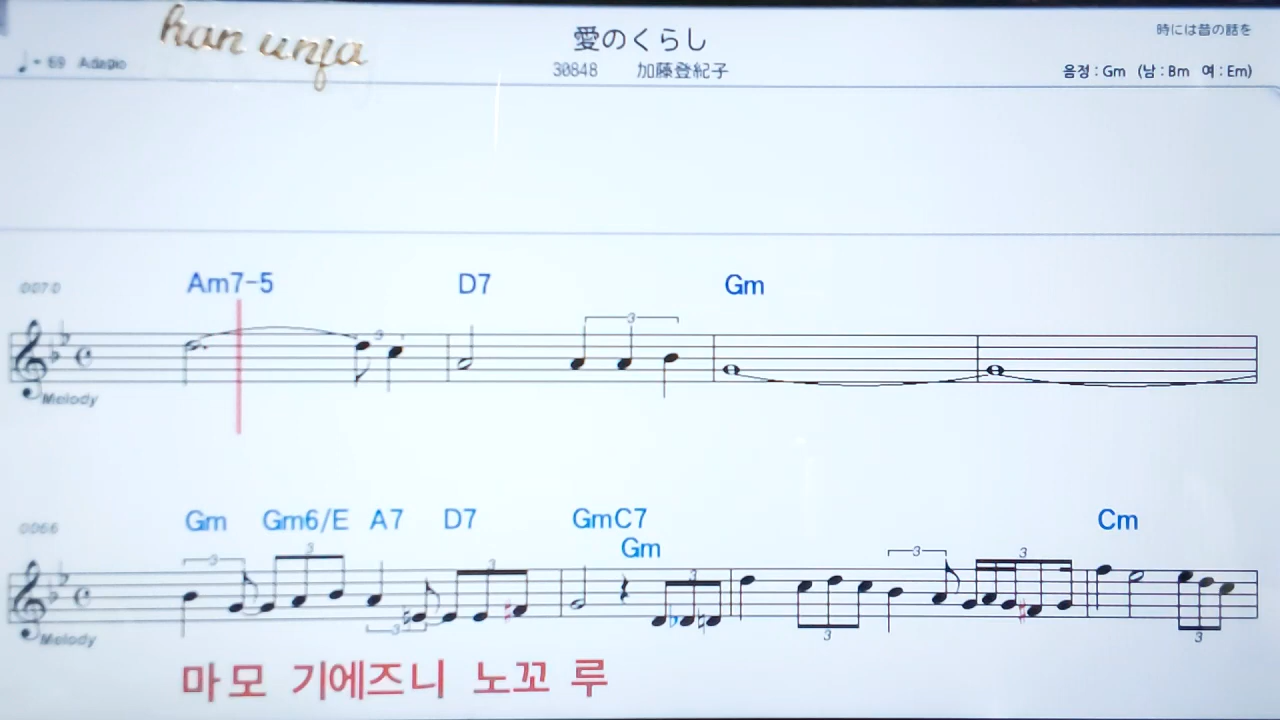 han unja
愛のくらし
時には昔の話を
♩= 69 Adagio
30848 加藤登紀子
음정 : Gm (남 : Bm 여 : Em)
Am7-5 D7 Gm
0070
3 3
Melody
Gm Gm6/E A7 D7 GmC7 Cm
0066
Gm
3 3 3 3
3 3
3 3 3
Melody
마모 기에즈니 노꼬 루